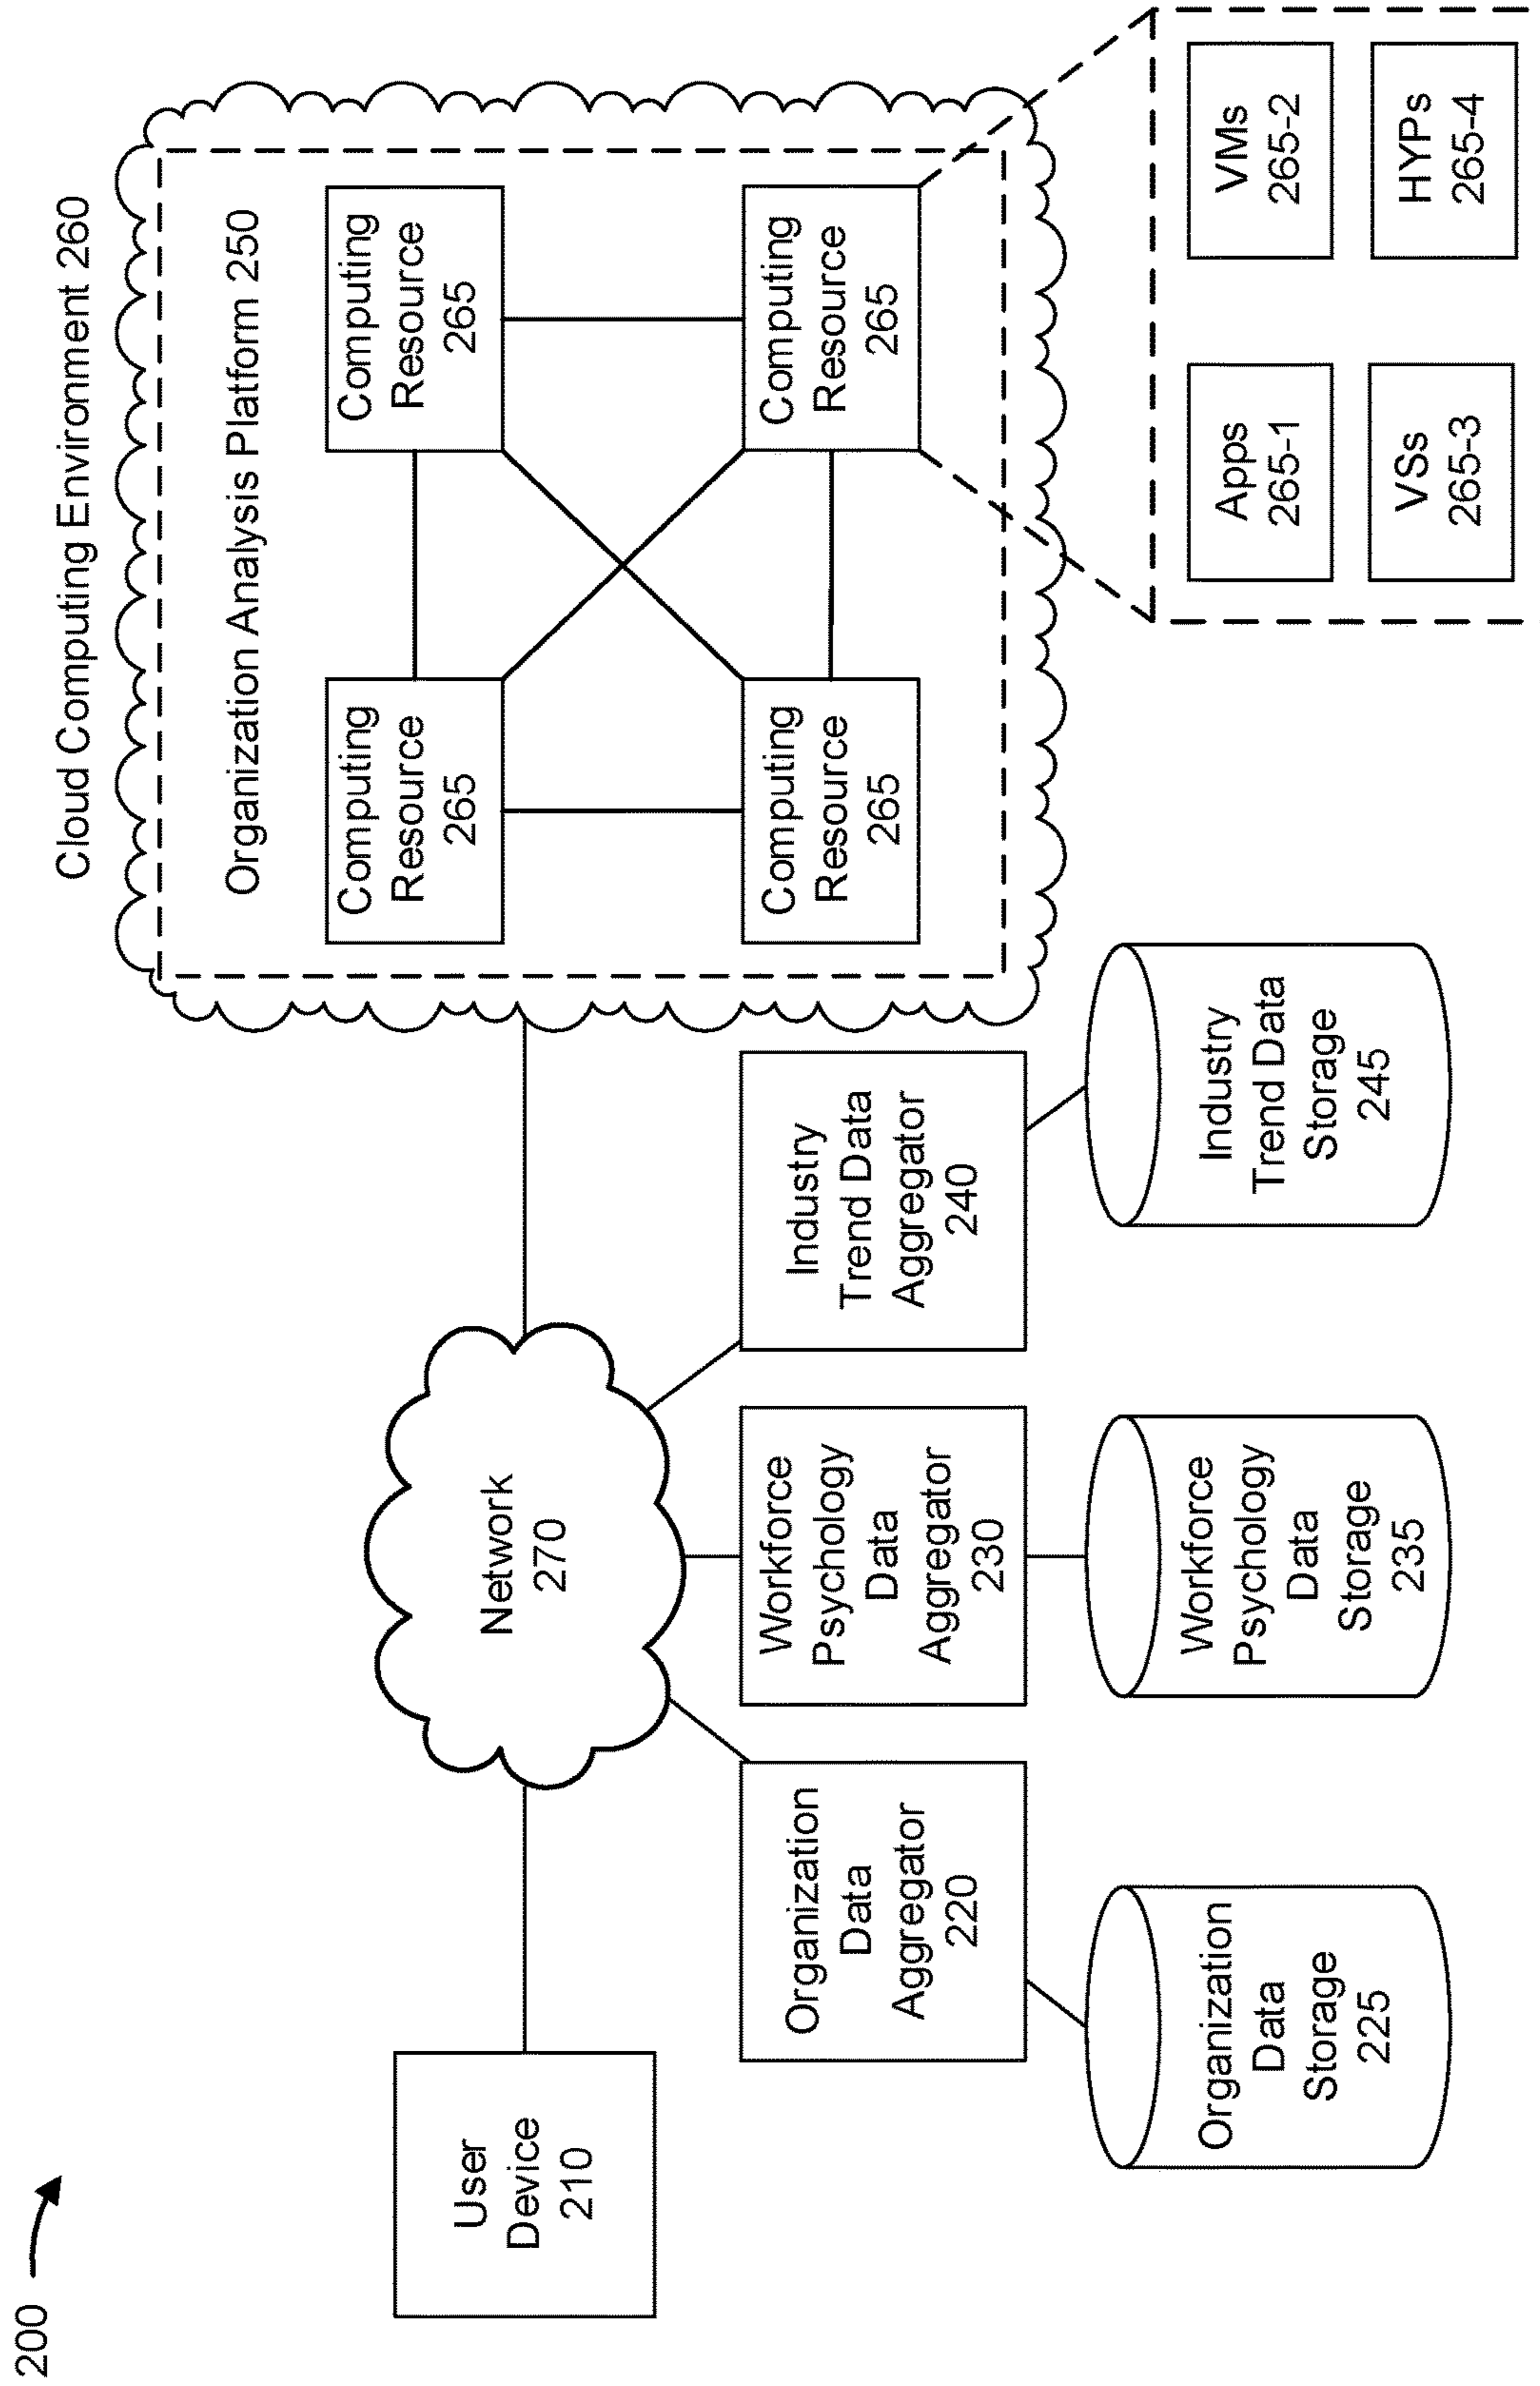 200
Cloud Computing Environment 260
Organization Analysis Platform 250
Computing
Resource
265
Computing
Resource
265
Computing
Resource
265
Computing
Resource
265
User
Device
210
Network
270
Organization
Data
Aggregator
220
Workforce
Psychology
Data
Aggregator
230
Industry
Trend Data
Aggregator
240
Organization
Data
Storage
225
Workforce
Psychology
Data
Storage
235
Industry
Trend Data
Storage
245
Apps
265-1
VMs
265-2
VSs
265-3
HYPs
265-4